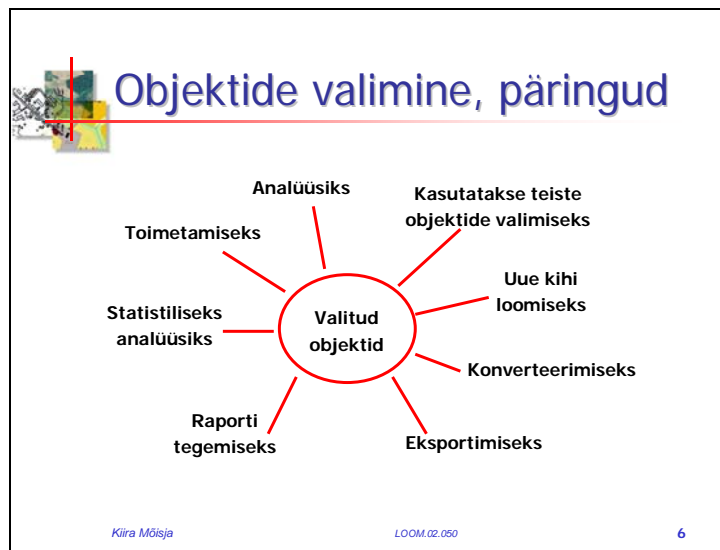 Objektide valimine, päringud
Analüüsiks
Kasutatakse teiste
objektide valimiseks
Toimetamiseks
Uue kihi
loomiseks
Statistiliseks
analüüsiks
Valitud
objektid
Konverteerimiseks
Raporti
tegemiseks
Eksportimiseks
Kiira Mõisja
LOOM.02.050
6